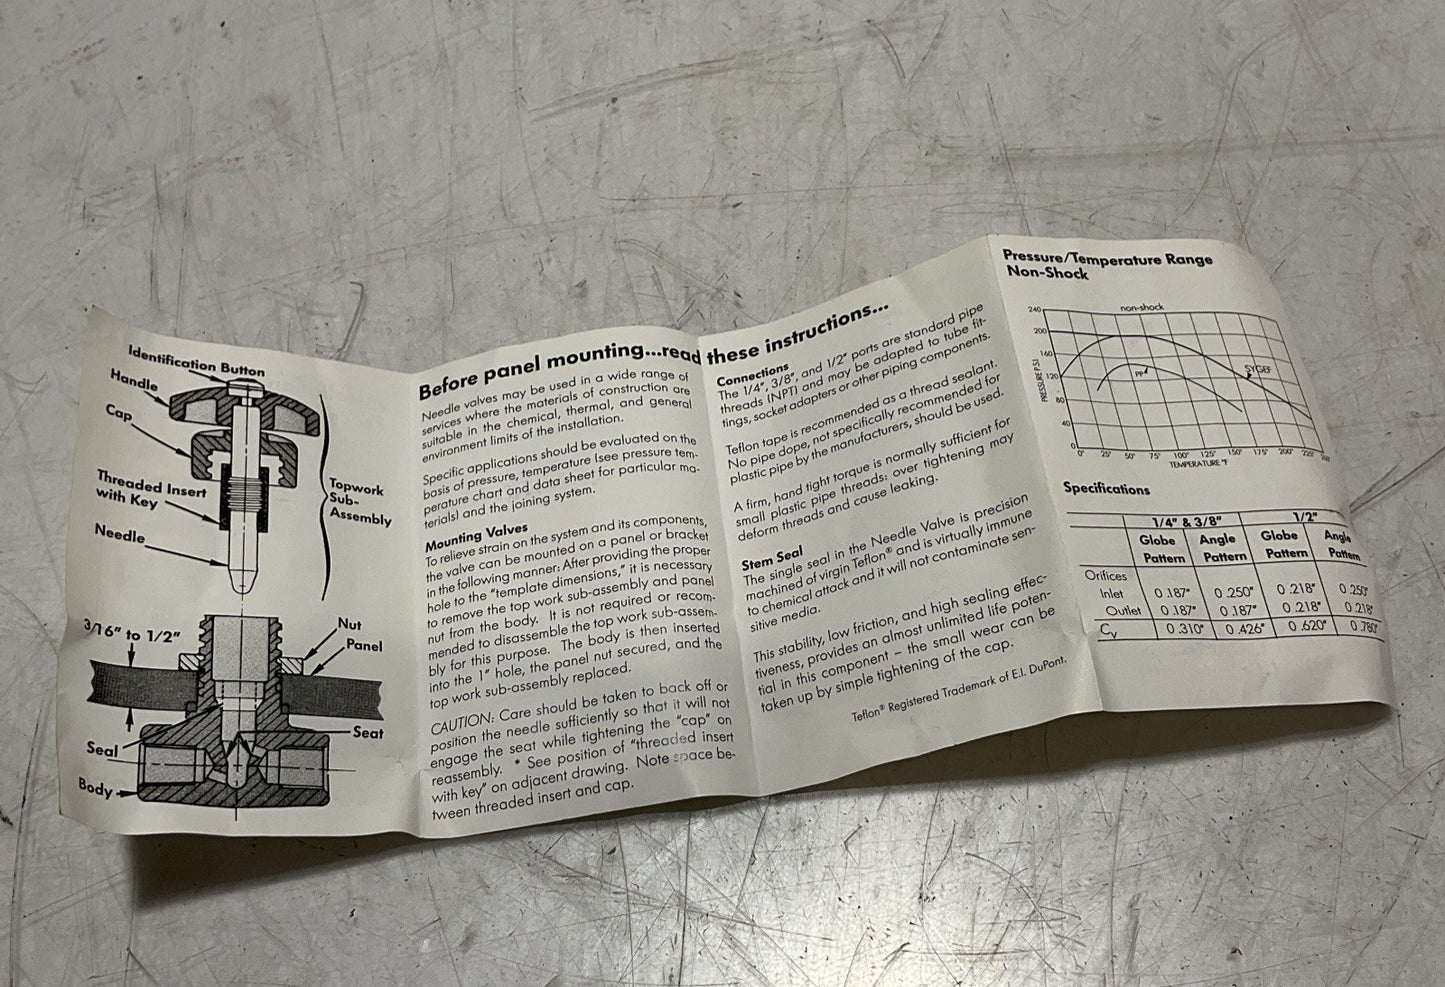 Identification Button
Handle
Cap
Threaded Insert
with Key
Needle
Topwork
Sub-
Assembly
3/16" to 1/2"
Nut
Panel
Seat
Seal
Body
Before panel mounting...read these instructions...
Needle valves may be used in a wide range of
services where the materials of construction are
suitable in the chemical, thermal, and general
environment limits of the installation.
Specific applications should be evaluated on the
basis of pressure, temperature (see pressure tem-
perature chart and data sheet for particular ma-
terials) and the joining system.
Mounting Valves
To relieve strain on the system and its components,
the valve can be mounted on a panel or bracket
in the following manner: After providing the proper
hole to the "template dimensions," it is necessary
to remove the top work sub-assembly and panel
nut from the body. It is not required or recom-
mended to disassemble the top work sub-assem-
bly for this purpose. The body is then inserted
into the 1" hole, the panel nut secured, and the
top work sub-assembly replaced.
CAUTION: Care should be taken to back off or
position the needle sufficiently so that it will not
engage the seat while tightening the "cap" on
reassembly. * See position of "threaded insert
with key" on adjacent drawing. Note space be-
tween threaded insert and cap.
Connections
The 1/4", 3/8", and 1/2" ports are standard pipe
threads (NPT) and may be adapted to tube fit-
tings, socket adapters or other piping components.
Teflon tape is recommended as a thread sealant.
No pipe dope, not specifically recommended for
plastic pipe by the manufacturers, should be used.
A firm, hand tight torque is normally sufficient for
small plastic pipe threads; over tightening may
deform threads and cause leaking.
Stem Seal
The single seal in the Needle Valve is precision
machined of virgin Teflon® and is virtually immune
to chemical attack and it will not contaminate sen-
sitive media.
This stability, low friction, and high sealing effec-
tiveness, provides an almost unlimited life poten-
tial in this component – the small wear can be
taken up by simple tightening of the cap.
Teflon® Registered Trademark of E.I. DuPont.
Pressure/Temperature Range
Non-Shock
non-shock
240
200
160
120
80
40
0
PRESSURE P.S.I.
PP
SYGEF
0° 25° 50° 75° 100° 125° 150° 175° 200° 225°
TEMPERATURE °F
Specifications
1/4" & 3/8" 1/2"
Globe Angle Globe Angle
Pattern Pattern Pattern Pattern
Orifices
Inlet 0.187" 0.250" 0.218" 0.250"
Outlet 0.187" 0.187" 0.218" 0.218"
Cv 0.310" 0.426" 0.620" 0.780"